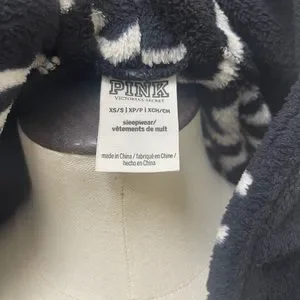 PINK
VICTORIA'S SECRET
XS/S | XP/P | XCH/CM
sleepwear/
vêtements de nuit
made in China / fabriqué en Chine /
hecho en China